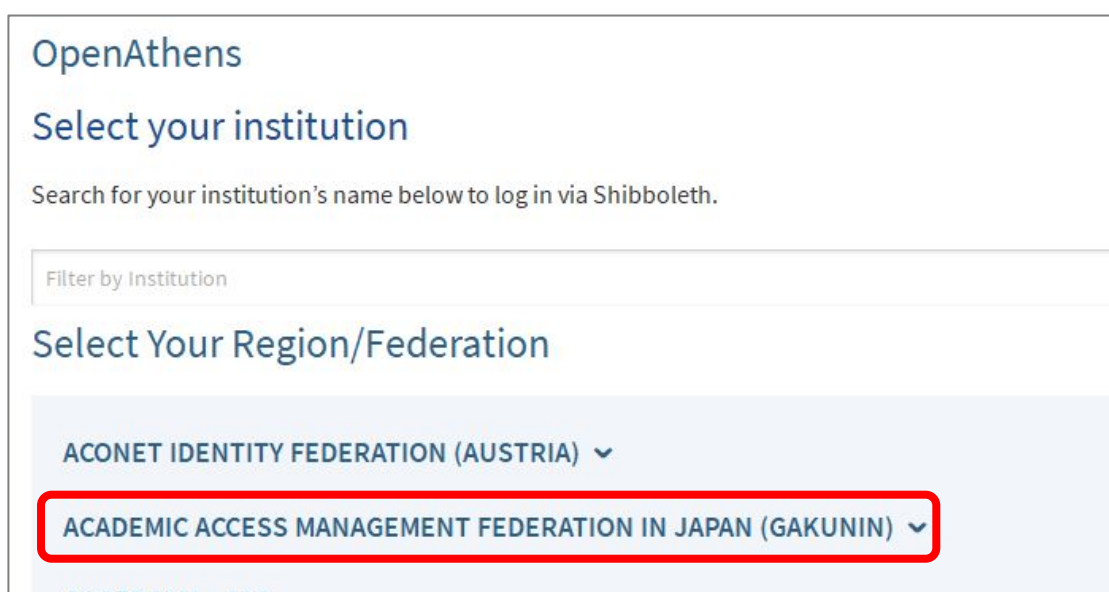 OpenAthens
Select your institution
Search for your institution’s name below to log in via Shibboleth.
Filter by Institution
Select Your Region/Federation
ACONET IDENTITY FEDERATION (AUSTRIA)
ACADEMIC ACCESS MANAGEMENT FEDERATION IN JAPAN (GAKUNIN)